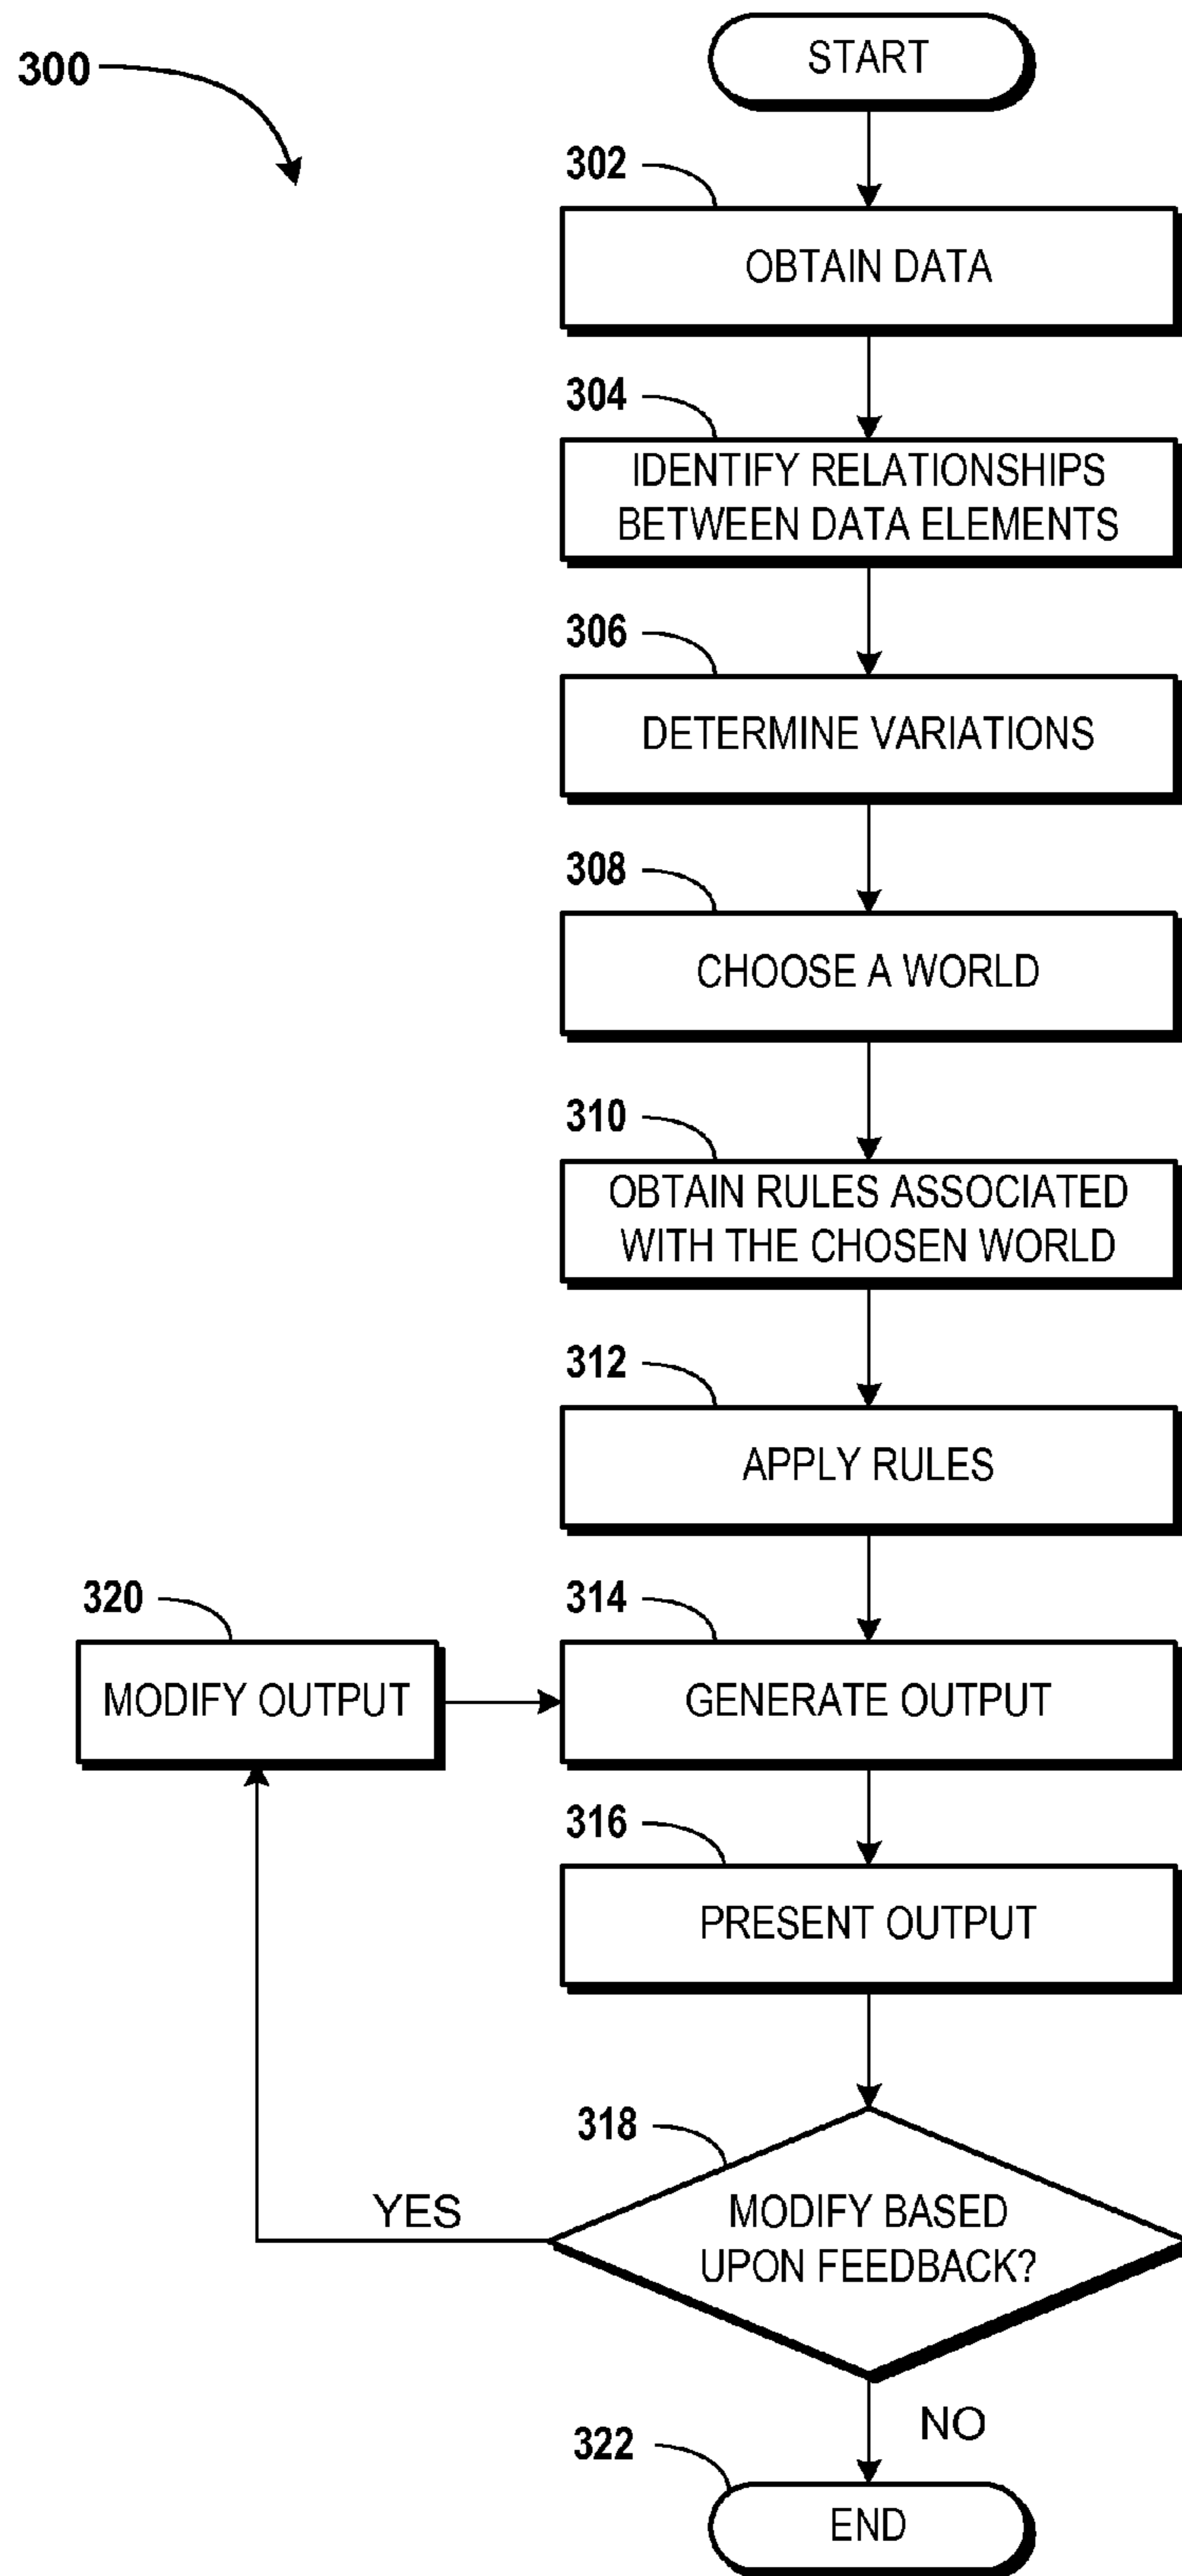 300
START
302
OBTAIN DATA
304
IDENTIFY RELATIONSHIPS
BETWEEN DATA ELEMENTS
306
DETERMINE VARIATIONS
308
CHOOSE A WORLD
310
OBTAIN RULES ASSOCIATED
WITH THE CHOSEN WORLD
312
APPLY RULES
320
MODIFY OUTPUT
314
GENERATE OUTPUT
316
PRESENT OUTPUT
318
MODIFY BASED
UPON FEEDBACK?
YES
NO
322
END